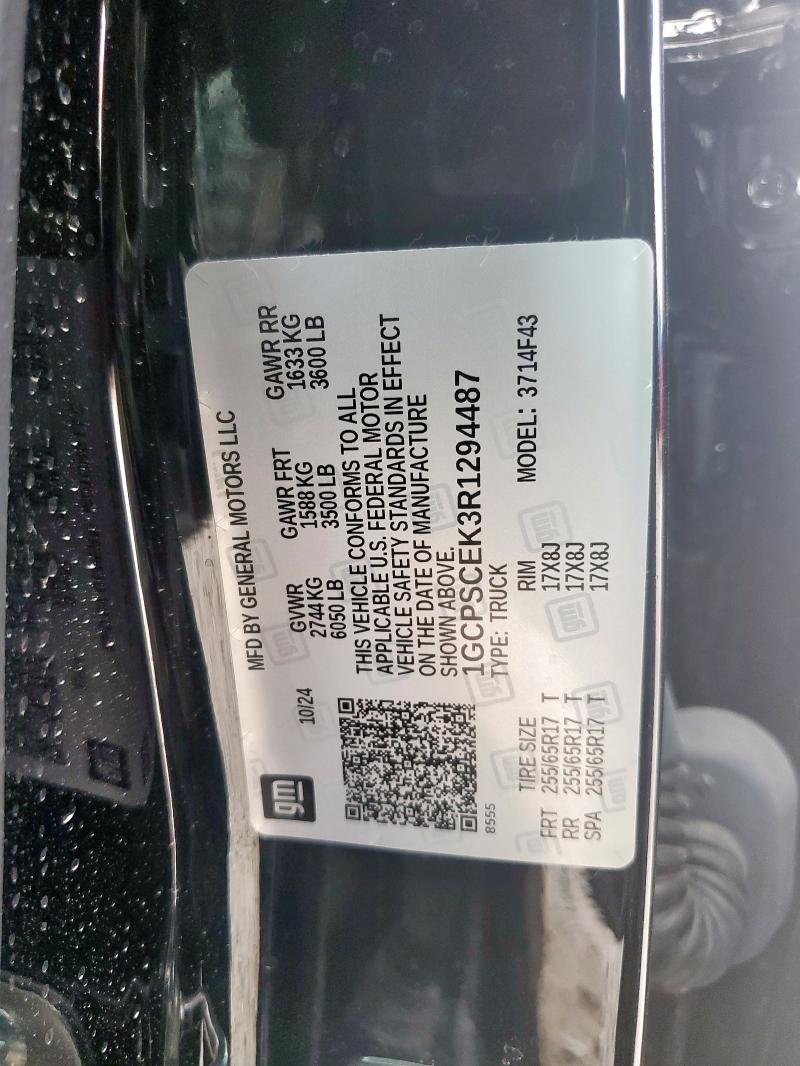 gm
10/24
MFD BY GENERAL MOTORS LLC
GVWR GAWR FRT GAWR RR
2744 KG 1588 KG 1633 KG
6050 LB 3500 LB 3600 LB
THIS VEHICLE CONFORMS TO ALL
APPLICABLE U.S. FEDERAL MOTOR
VEHICLE SAFETY STANDARDS IN EFFECT
ON THE DATE OF MANUFACTURE
SHOWN ABOVE.
1GCPSCEK3R1294487
8555 TYPE: TRUCK
TIRE SIZE RIM MODEL: 3714F43
FRT 255/65R17 T 17X8J
RR 255/65R17 T 17X8J
SPA 255/65R17 T 17X8J